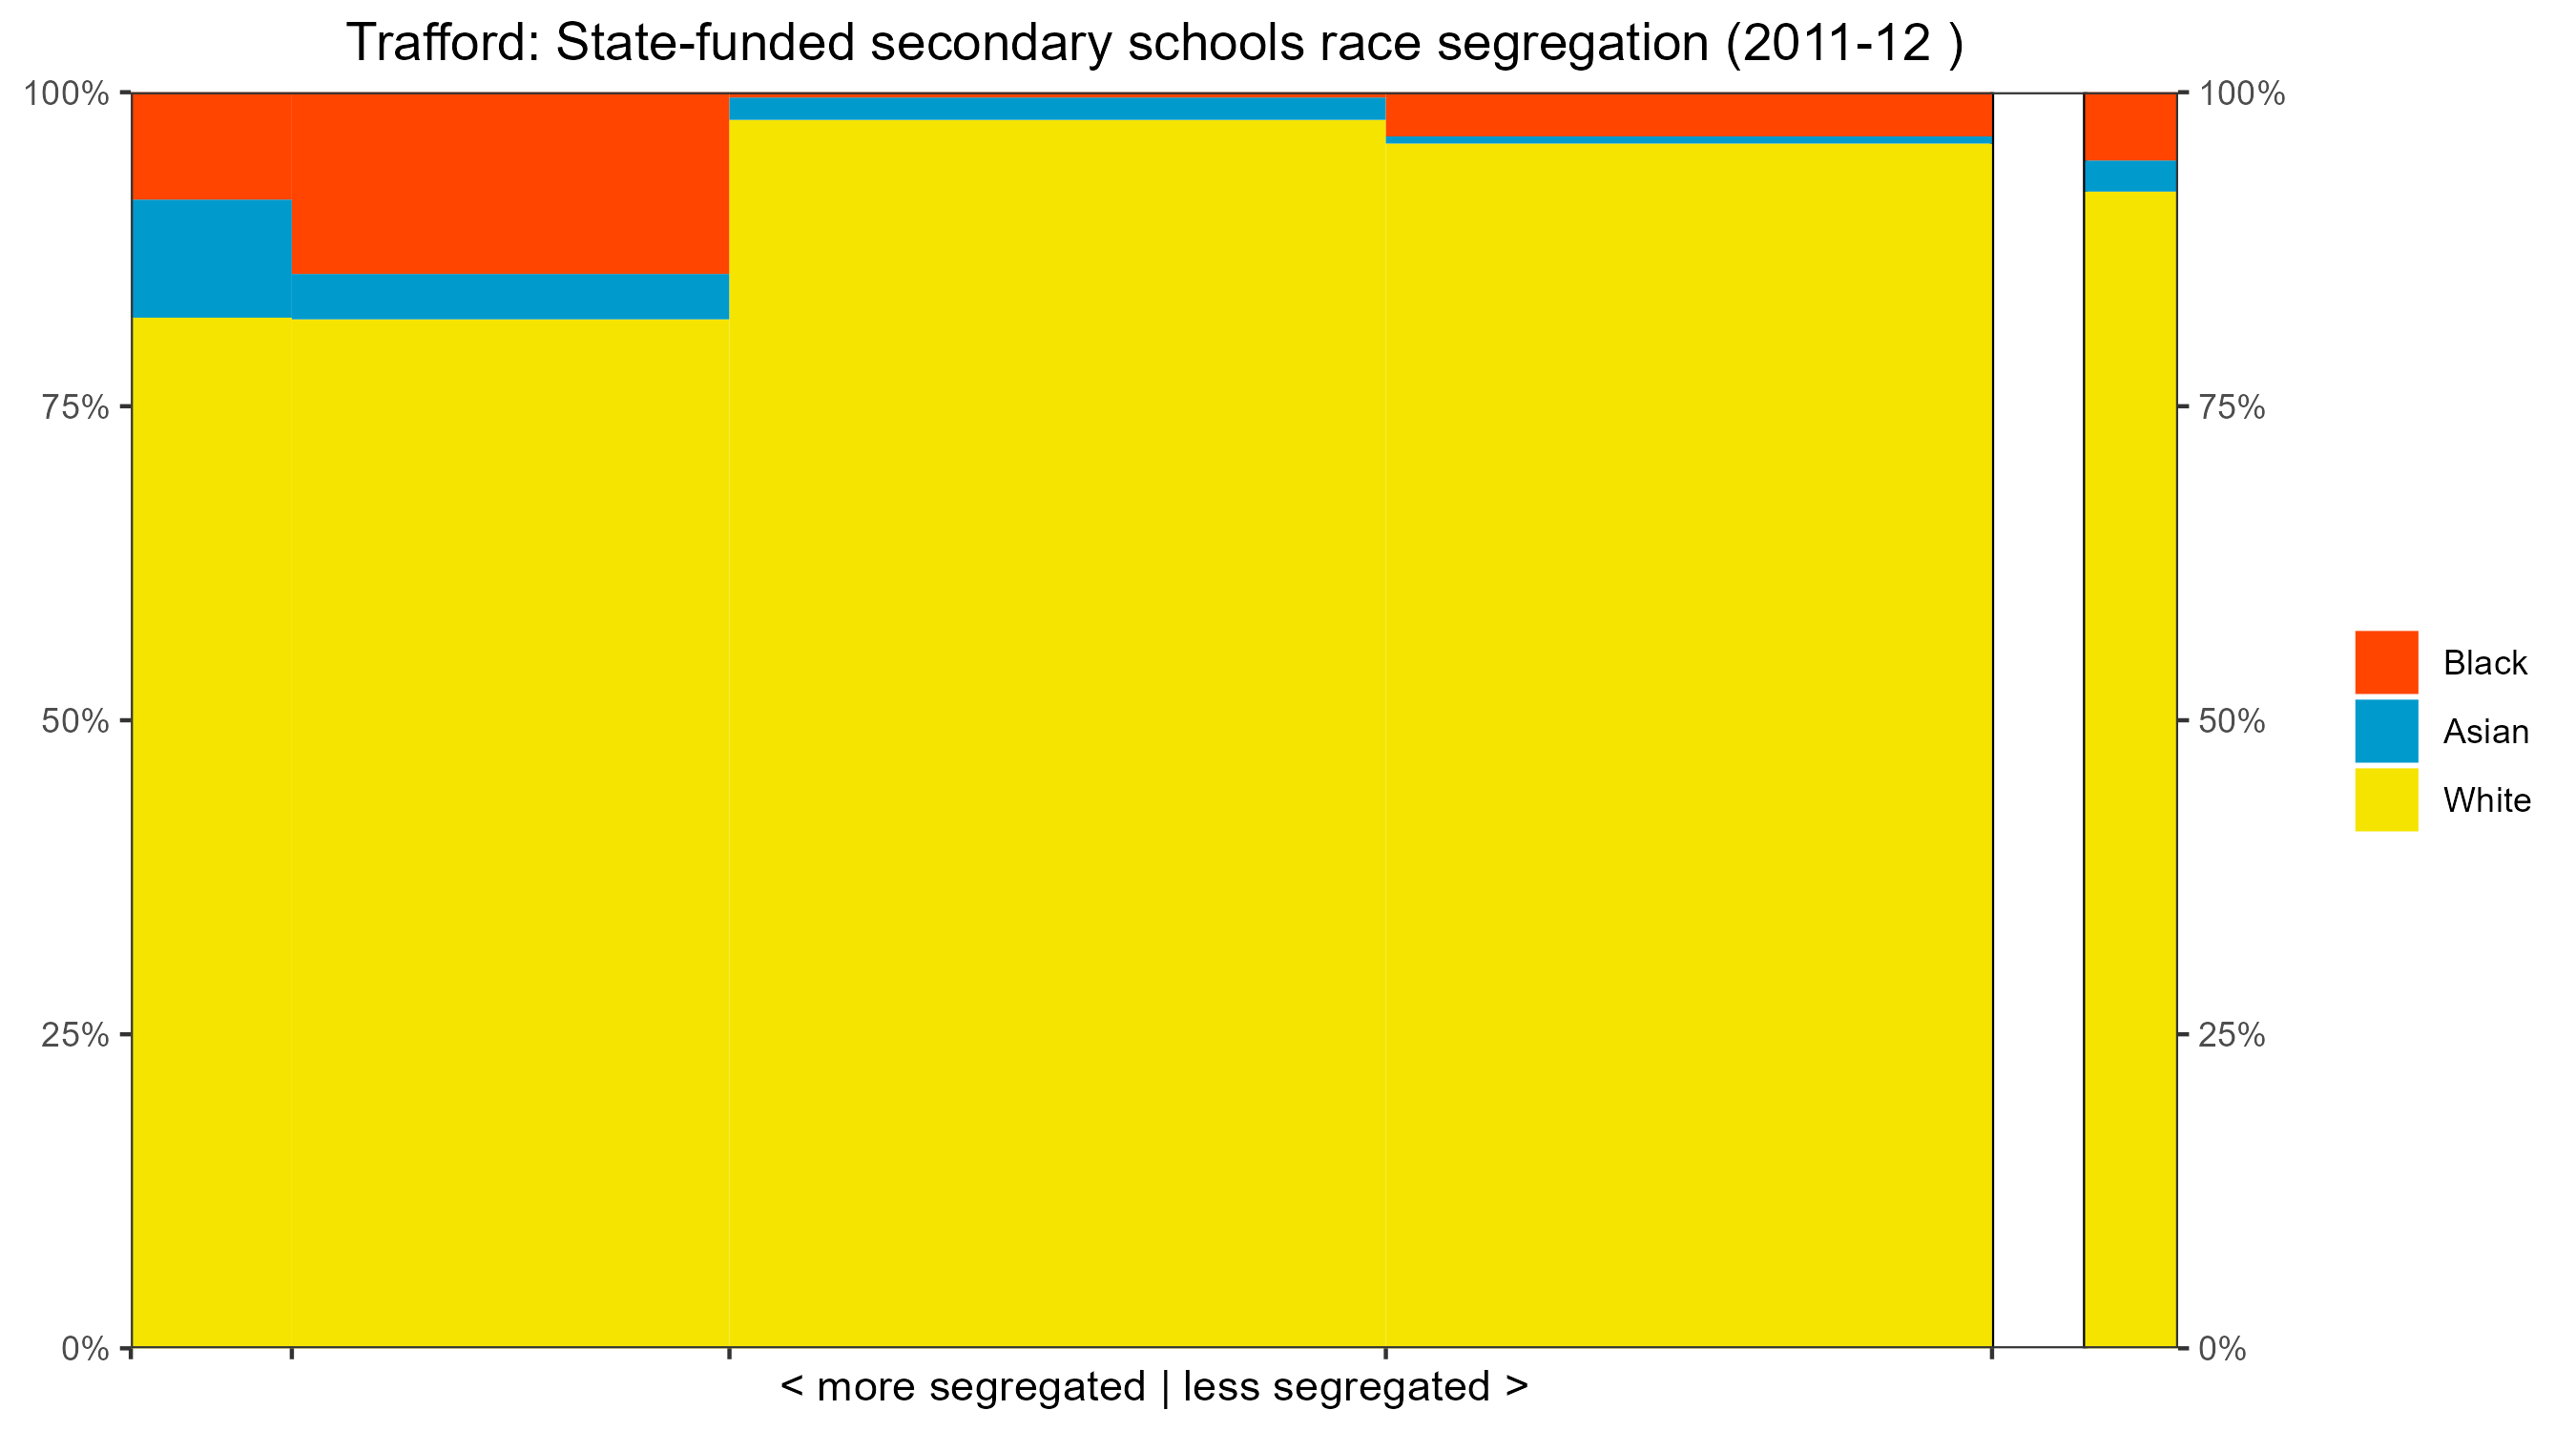 Trafford: State-funded secondary schools race segregation (2011-12 )
100%
75%
50%
25%
0%
100%
75%
50%
25%
0%
< more segregated | less segregated >
Black
Asian
White